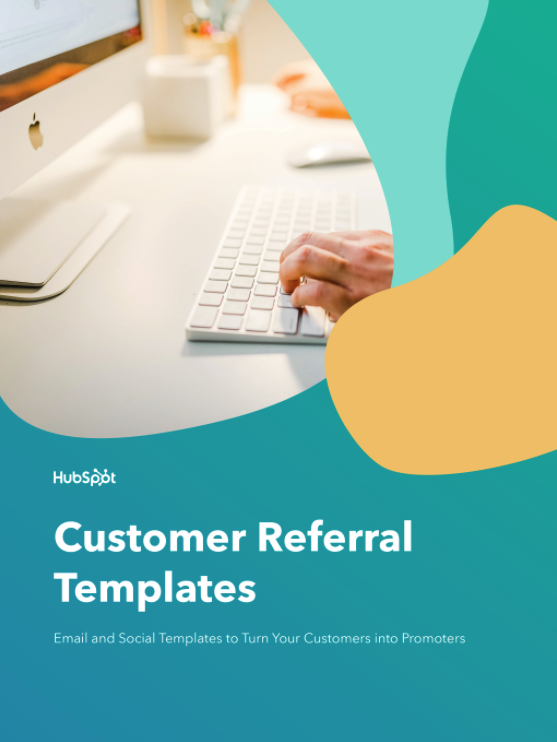 HubSpot
Customer Referral
Templates
Email and Social Templates to Turn Your Customers into Promoters